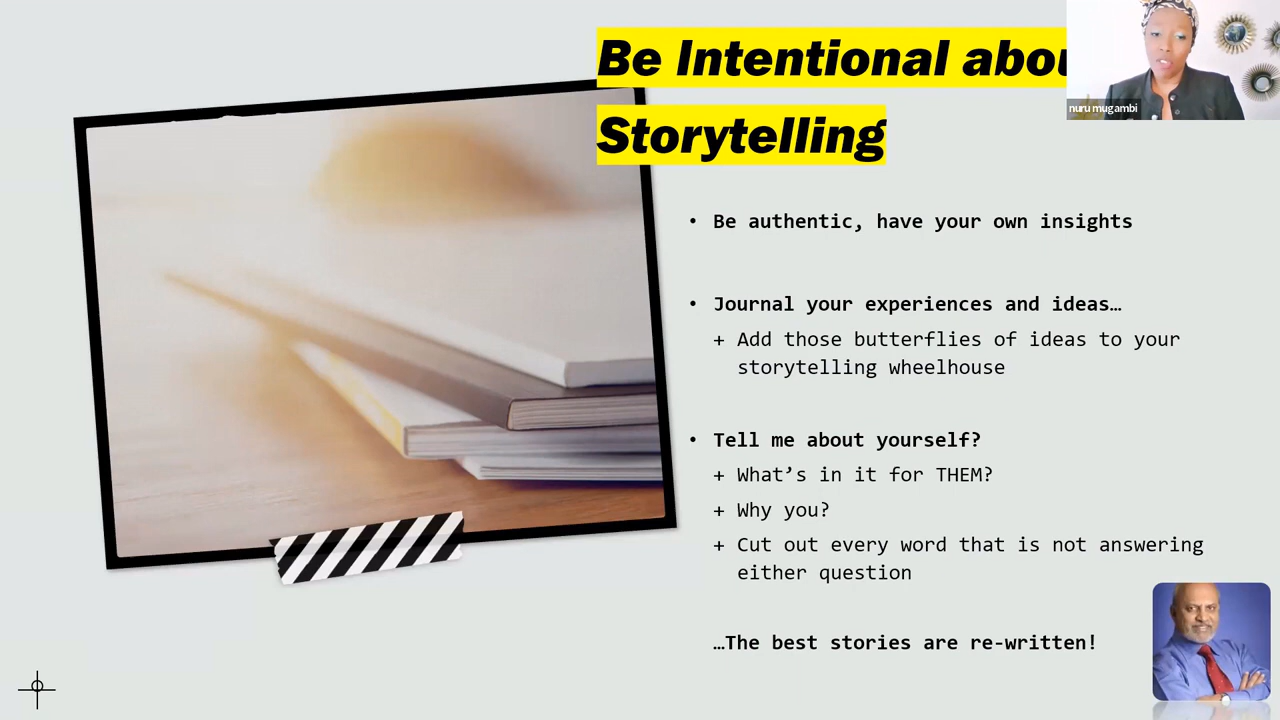 Be Intentional abou
Storytelling
nuru mugambi
• Be authentic, have your own insights
• Journal your experiences and ideas…
+ Add those butterflies of ideas to your
storytelling wheelhouse
• Tell me about yourself?
+ What’s in it for THEM?
+ Why you?
+ Cut out every word that is not answering
either question
…The best stories are re-written!